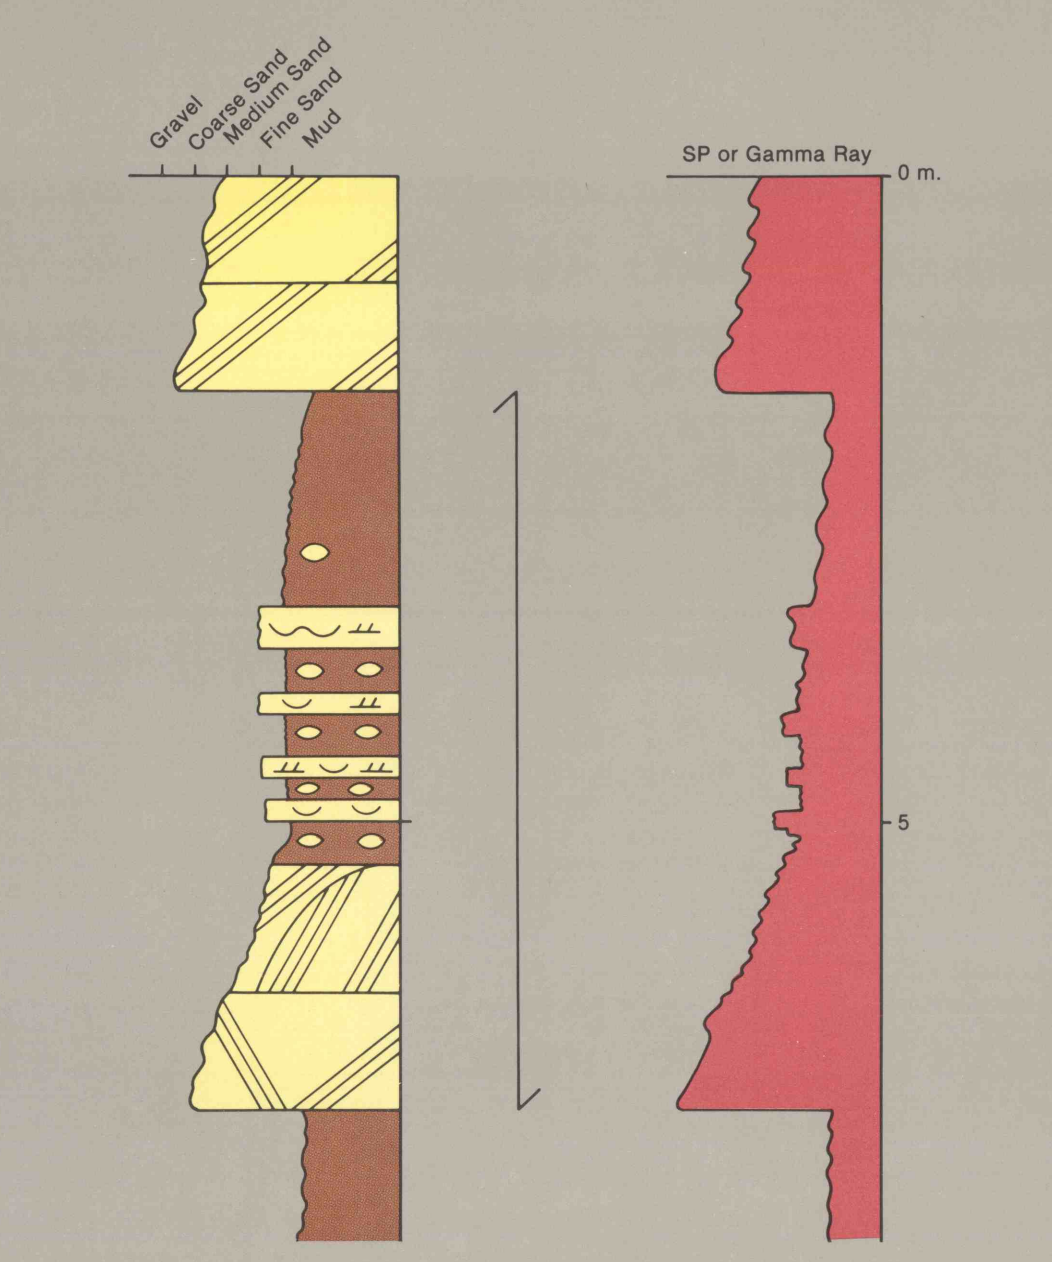 Gravel
Coarse Sand
Medium Sand
Fine Sand
Mud
SP or Gamma Ray
0 m.
5